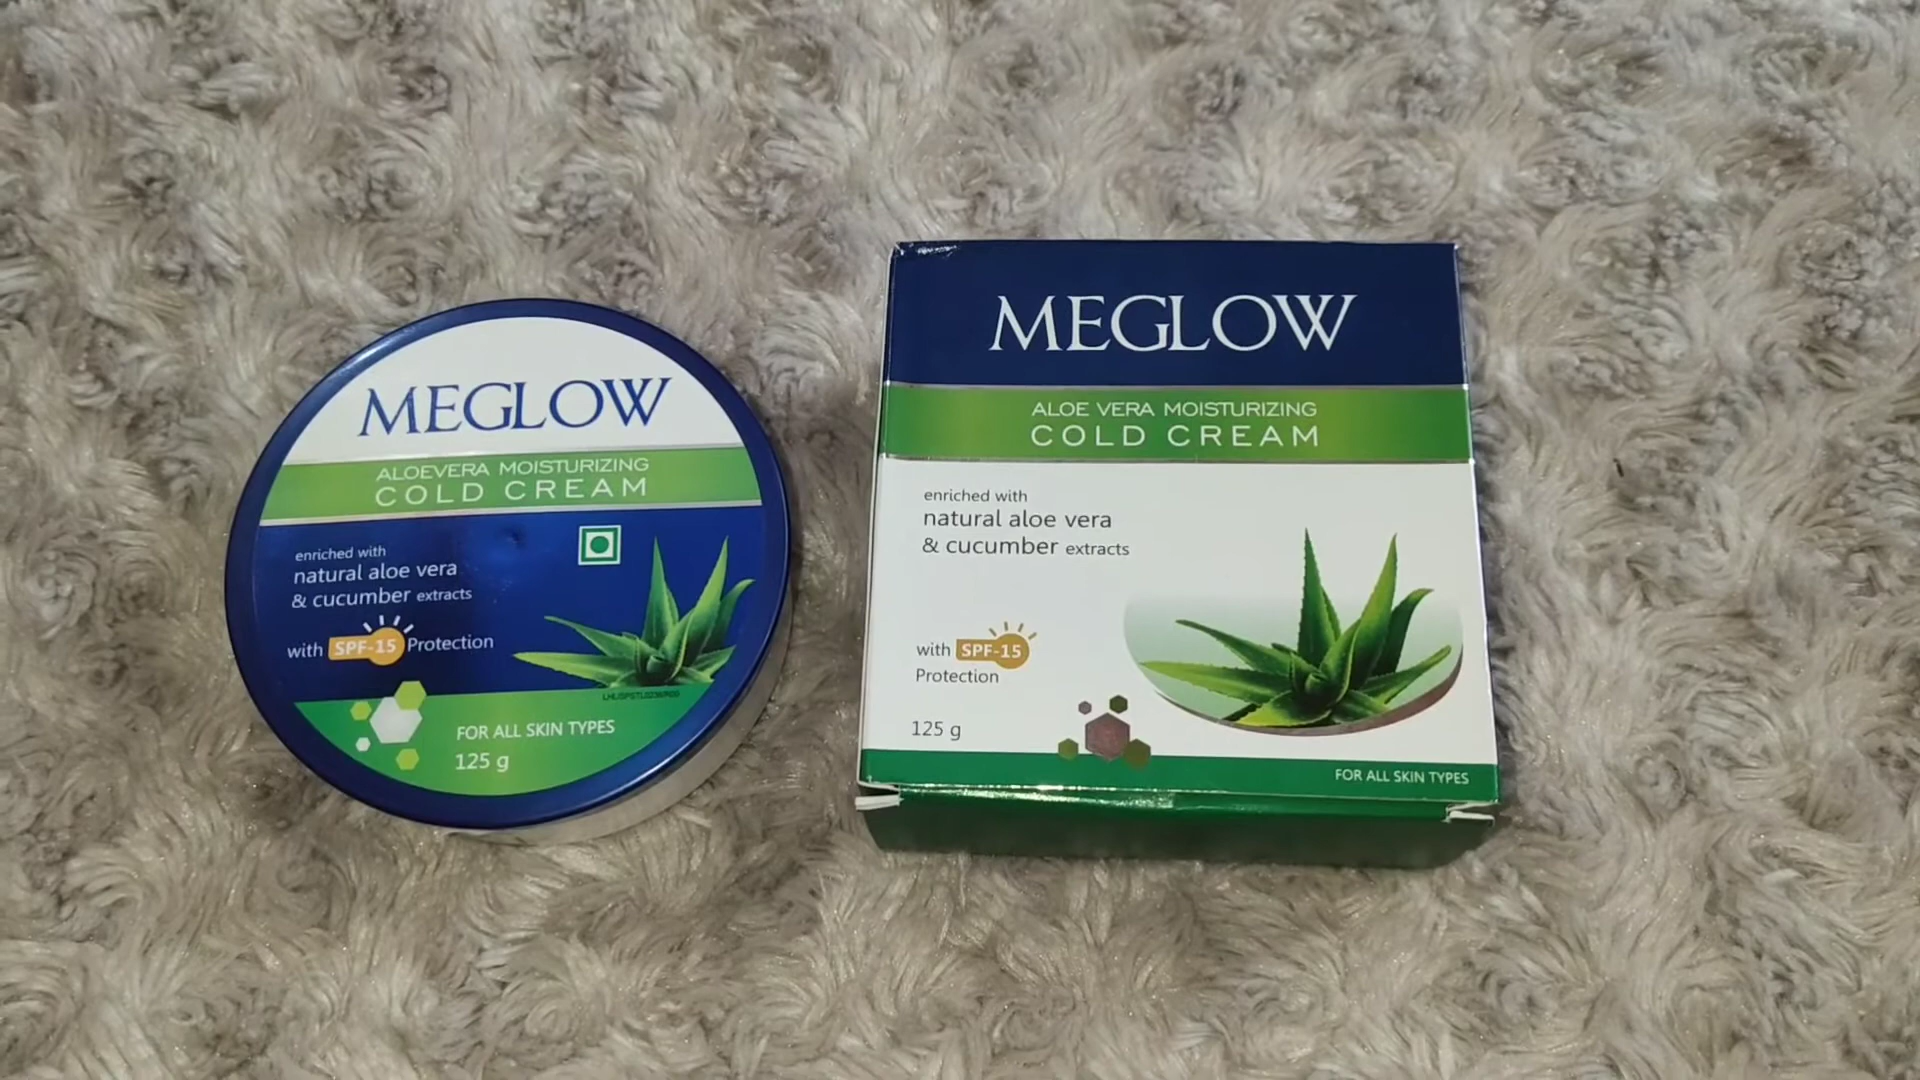 MEGLOW
ALOEVERA MOISTURIZING
COLD CREAM
enriched with
natural aloe vera
& cucumber extracts
with SPF-15 Protection
FOR ALL SKIN TYPES
125 g
MEGLOW
ALOE VERA MOISTURIZING
COLD CREAM
enriched with
natural aloe vera
& cucumber extracts
with SPF-15
Protection
125 g
FOR ALL SKIN TYPES